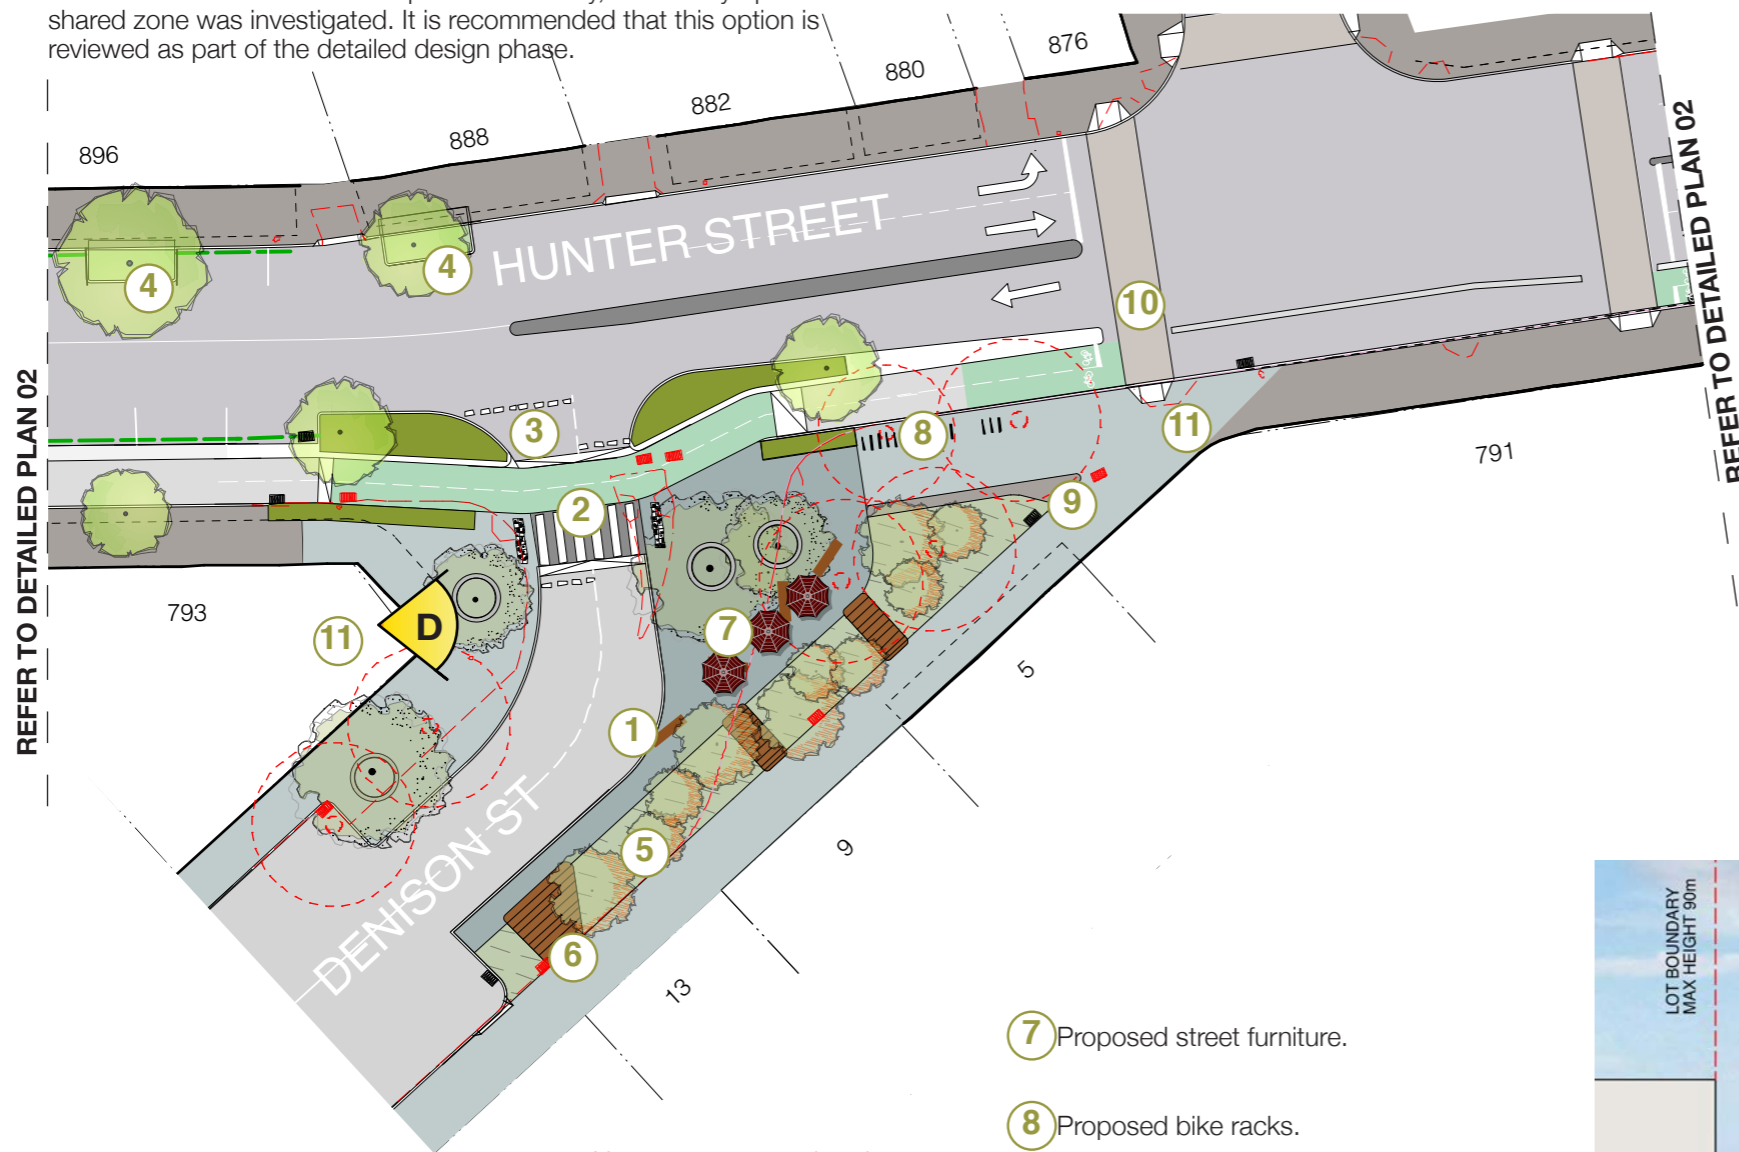 shared zone was investigated. It is recommended that this option is
reviewed as part of the detailed design phase.
896
888
882
880
876
4
4
HUNTER STREET
10
REFER TO DETAILED PLAN 02
REFER TO DETAILED PLAN 02
3
8
11
791
2
9
793
11
D
7
5
1
9
5
DENISON ST
6
13
7 Proposed street furniture.
8 Proposed bike racks.
LOT BOUNDARY
MAX HEIGHT 90m